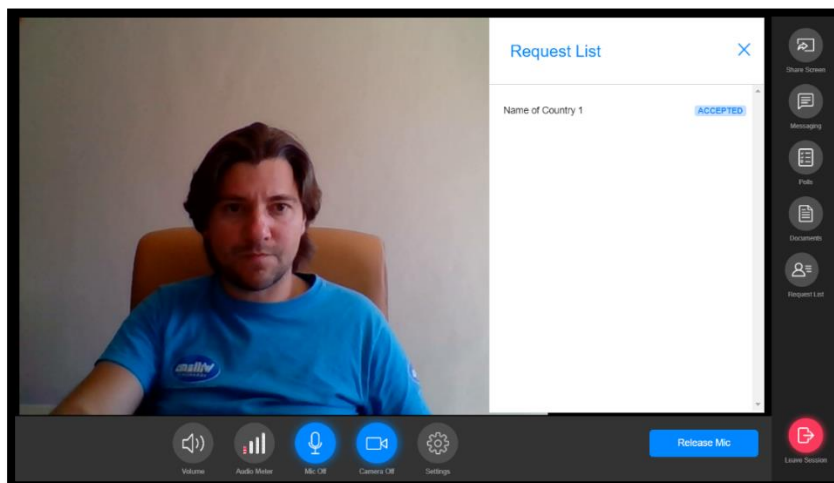 Request List
Name of Country 1
ACCEPTED
Share Screen
Messaging
Polls
Documents
Request List
Volume
Audio Meter
Mic Off
Camera Off
Settings
Release Mic
Leave Session